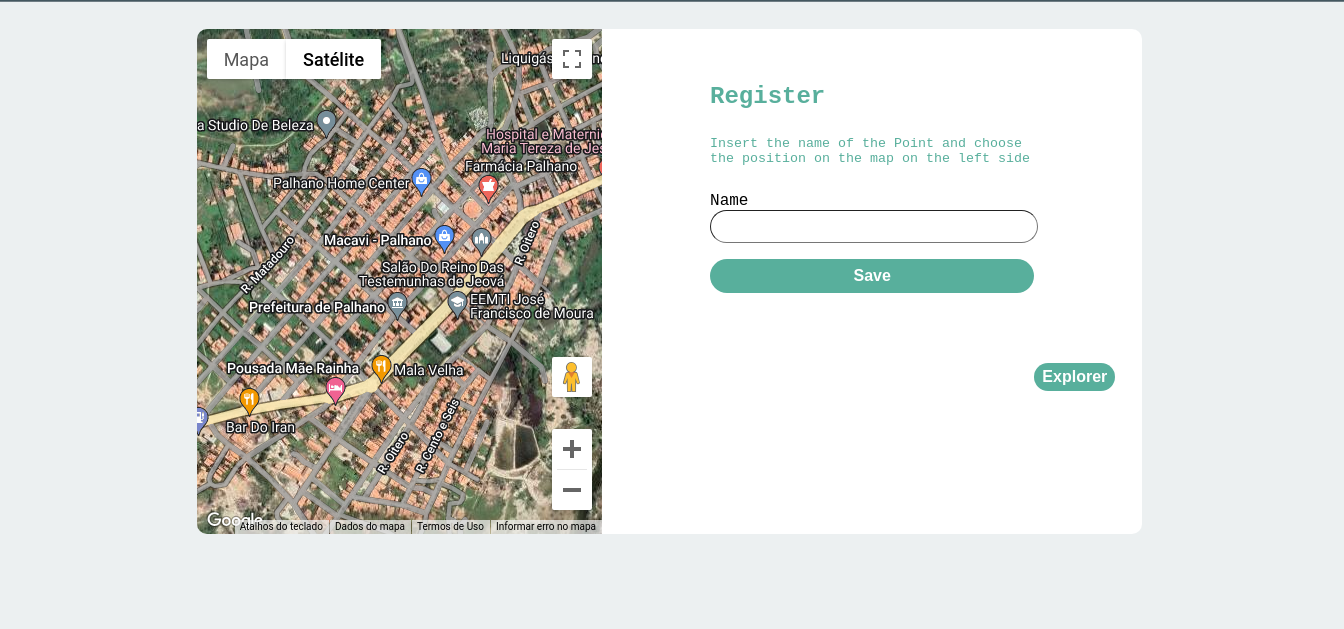 Mapa
Satélite
Liquigás
a Studio De Beleza
Hospital e
Maria Tereza de
Farmácia Palhano
Palhano Home Center
Macavi - Palhano
R. Oitero
R. Matadouro
Salão Do Reino Das
Testemunhas de Jeová
Prefeitura de Palhano
EEMTI José
Francisco de Moura
Pousada Mãe Rainha
Mala Velha
Bar Do Iran
R. Oitero
R. Cento e Seis
Google
Atalhos do teclado
Dados do mapa
Termos de Uso
Informar erro no mapa
Register
Insert the name of the Point and choose
the position on the map on the left side
Name
Save
Explorer